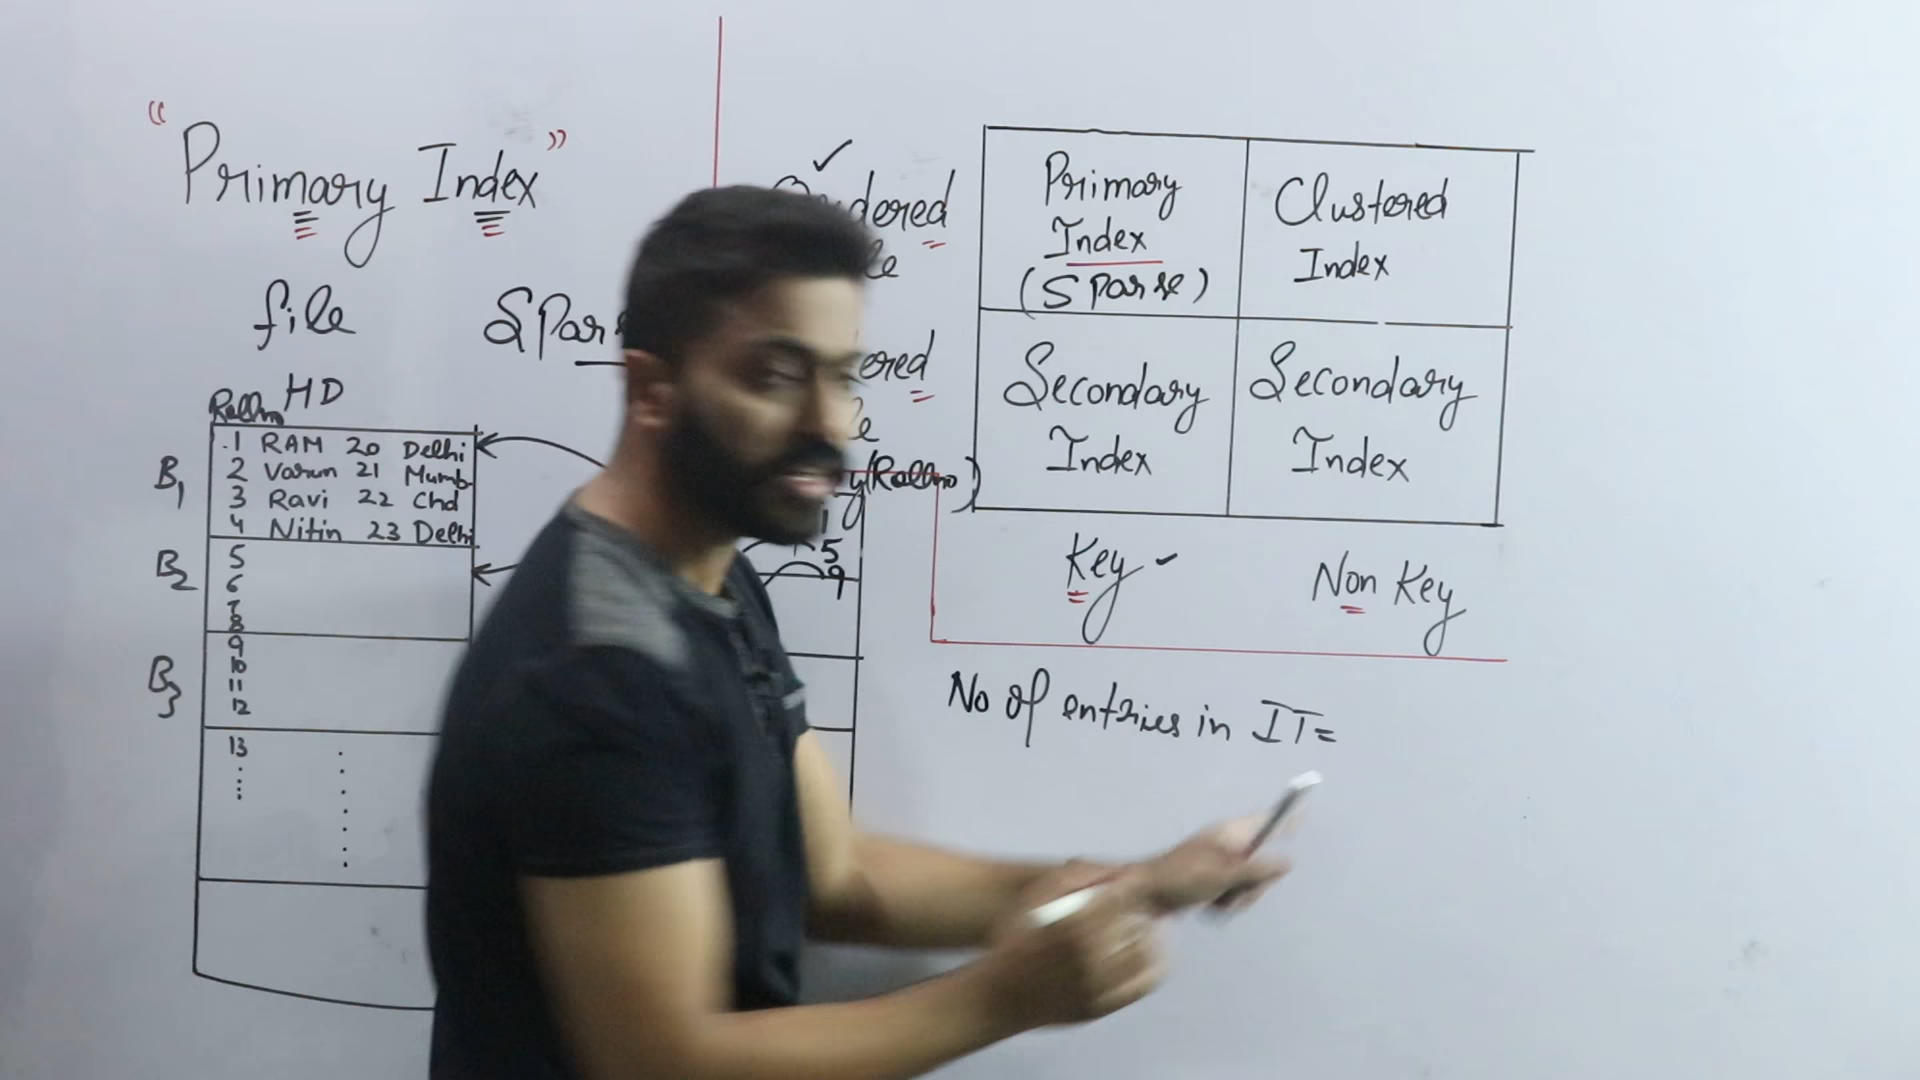 "Primary Index"
file
HD
Rollno
B1
1 RAM 20 Delhi
2 Varun 21 Mumb
3 Ravi 22 Chd
4 Nitin 23 Delhi
B2
5
6
7
8
B3
9
10
11
12
13
SPar
dered
le
ered
le
y(Rollno)
1
5
9
Primary
Index
(SParse)
Clustered
Index
Secondary
Index
Secondary
Index
Key
Non Key
No of entries in IT=